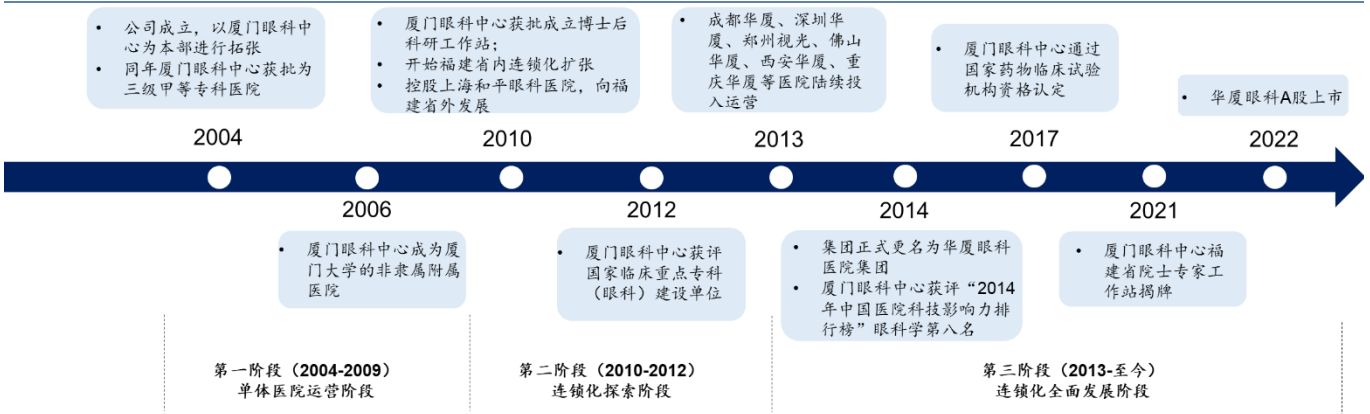 • 公司成立，以厦门眼科中
心为本部进行拓张
• 同年厦门眼科中心获批为
三级甲等专科医院
2004
• 厦门眼科中心获批成立博士后
科研工作站；
• 开始福建省内连锁化扩张
• 控股上海和平眼科医院，向福
建省外发展
2010
• 成都华厦、深圳华
厦、郑州视光、佛山
华厦、西安华厦、重
庆华厦等医院陆续投
入运营
2013
• 厦门眼科中心通过
国家药物临床试验
机构资格认定
2017
• 华厦眼科A股上市
2022
2006
• 厦门眼科中心成为厦
门大学的非隶属附属
医院
2012
• 厦门眼科中心获评
国家临床重点专科
（眼科）建设单位
2014
• 集团正式更名为华厦眼科
医院集团
• 厦门眼科中心获评“2014
年中国医院科技影响力排
行榜”眼科学第八名
2021
• 厦门眼科中心福
建省院士专家工
作站揭牌
第一阶段（2004-2009）
单体医院运营阶段
第二阶段（2010-2012）
连锁化探索阶段
第三阶段（2013-至今）
连锁化全面发展阶段